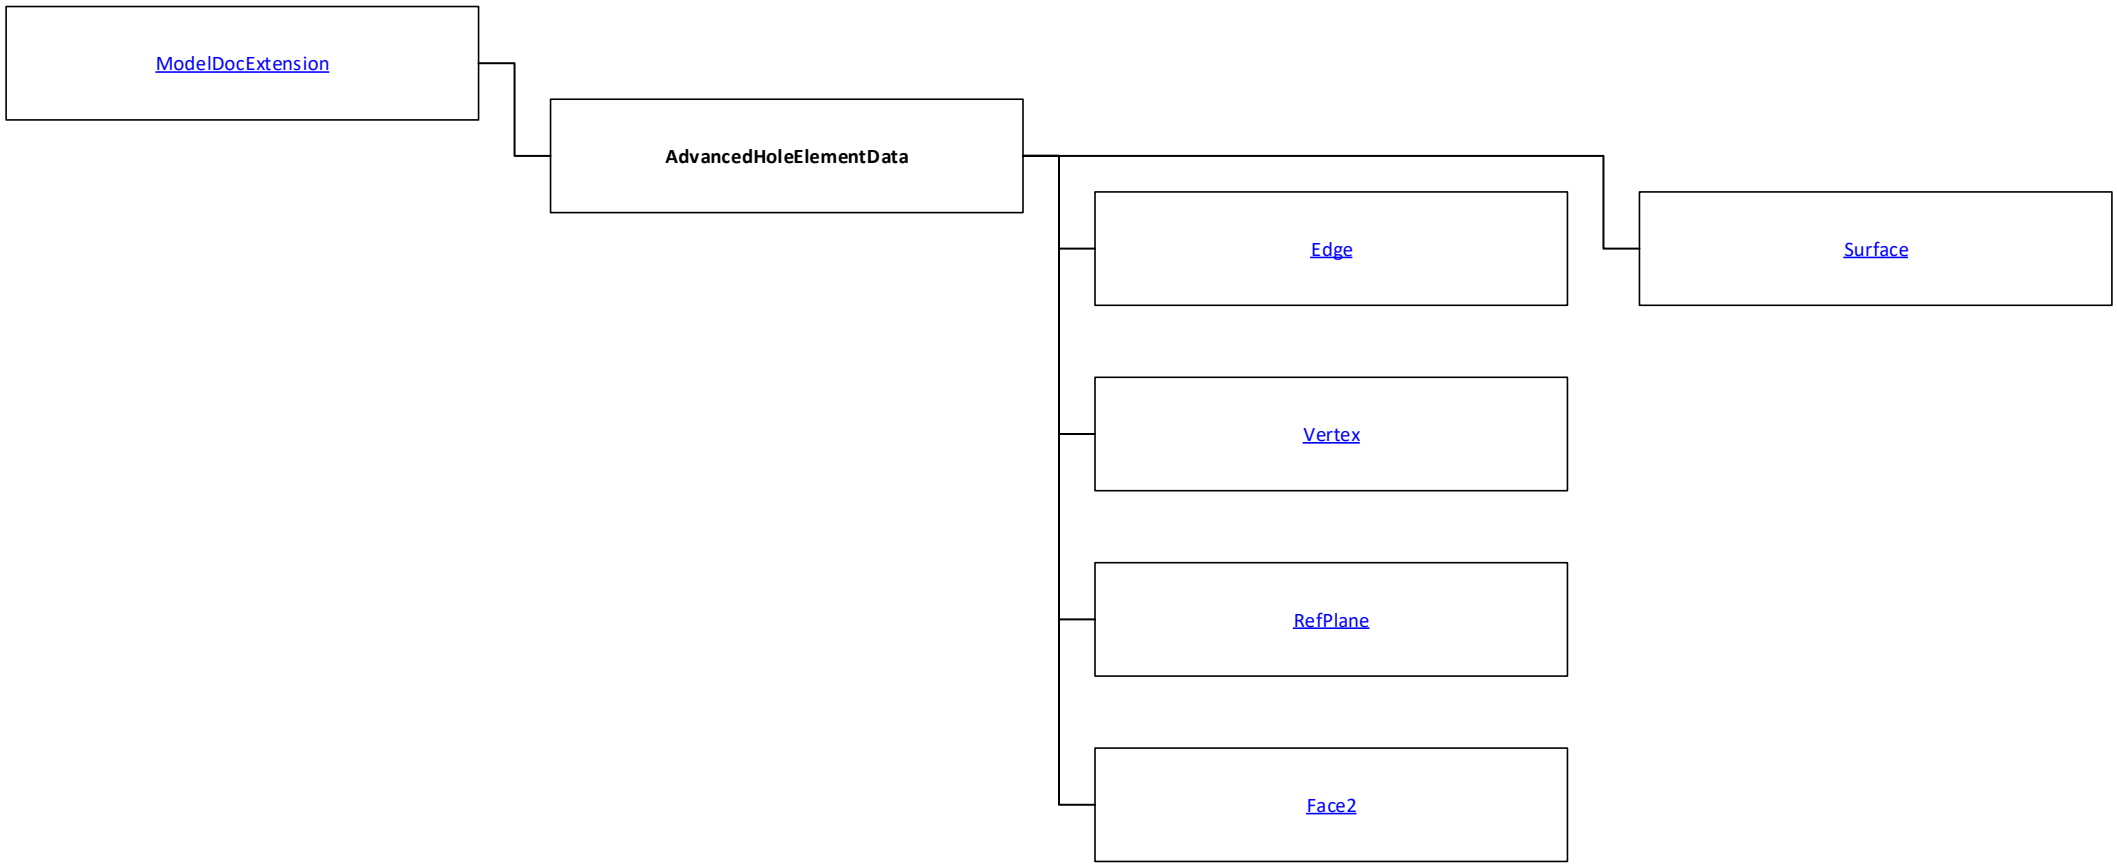 ModelDocExtension
AdvancedHoleElementData
Edge
Surface
Vertex
RefPlane
Face2